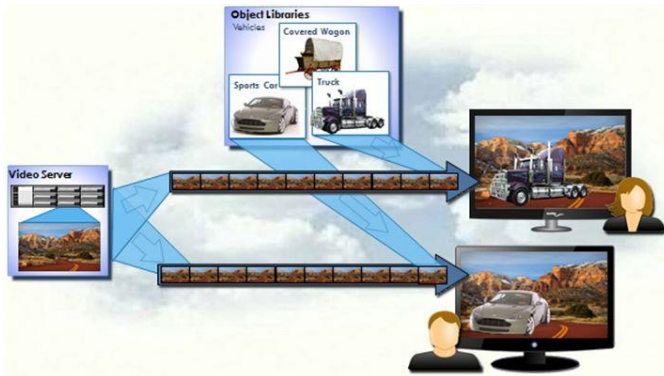 Object Libraries
Vehicles
Covered Wagon
Sports Car
Truck
Video Server